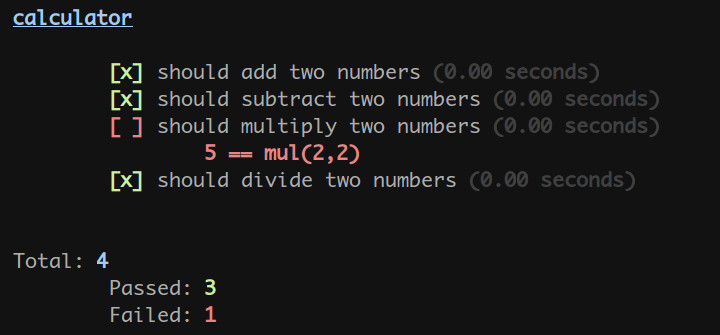 calculator
[x] should add two numbers (0.00 seconds)
[x] should subtract two numbers (0.00 seconds)
[ ] should multiply two numbers (0.00 seconds)
5 == mul(2,2)
[x] should divide two numbers (0.00 seconds)
Total: 4
Passed: 3
Failed: 1